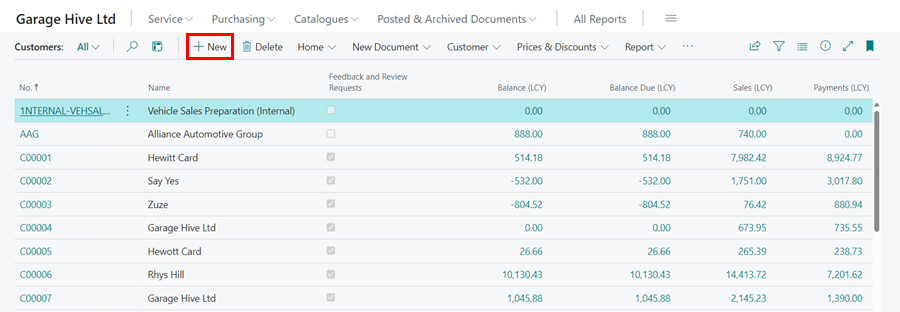 Garage Hive Ltd Service Purchasing Catalogues Posted & Archived Documents All Reports
Customers: All New Delete Home New Document Customer Prices & Discounts Report ...
Feedback and Review
No. ↑ Name Requests Balance (LCY) Balance Due (LCY) Sales (LCY) Payments (LCY)
1NTERNAL-VEHSAL... Vehicle Sales Preparation (Internal) 0.00 0.00 0.00 0.00
AAG Alliance Automotive Group 888.00 888.00 740.00 0.00
C00001 Hewitt Card 514.18 514.18 7,982.42 8,924.77
C00002 Say Yes -532.00 -532.00 1,751.00 3,017.80
C00003 Zuze -804.52 -804.52 76.42 880.94
C00004 Garage Hive Ltd 0.00 0.00 673.95 735.55
C00005 Hewott Card 26.66 26.66 265.39 238.73
C00006 Rhys Hill 10,130.43 10,130.43 14,413.72 7,201.62
C00007 Garage Hive Ltd 1,045.88 1,045.88 2,145.23 1,390.00